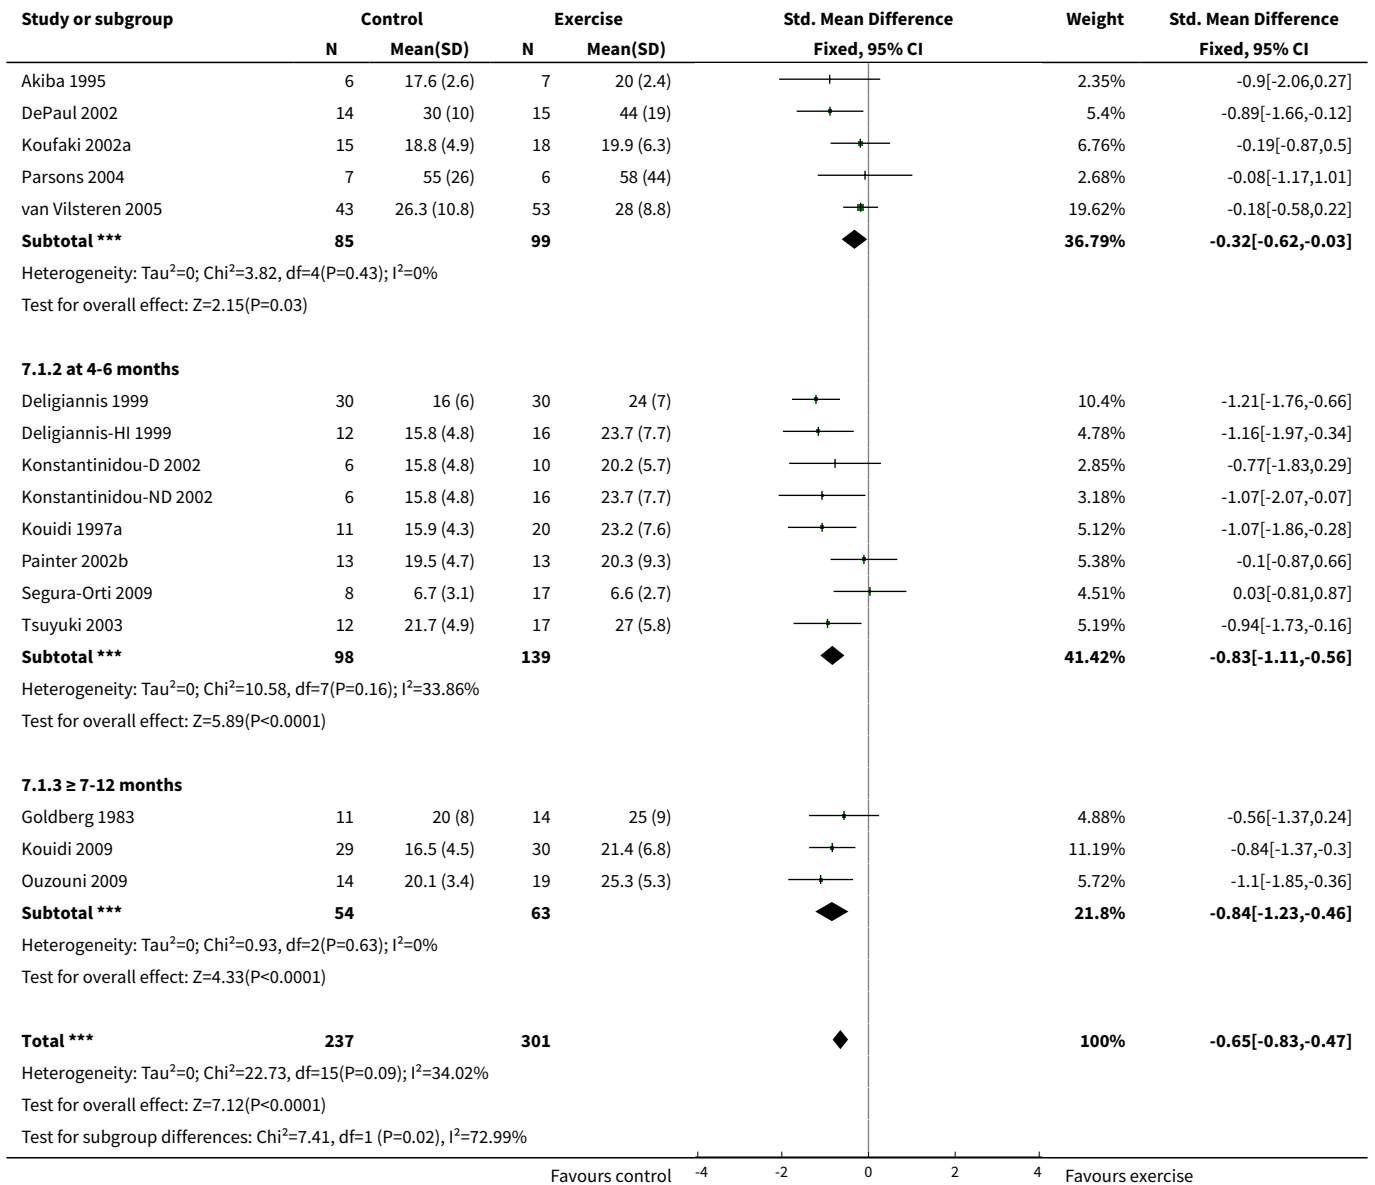 Study or subgroup Control Exercise Std. Mean Difference Weight Std. Mean Difference
N Mean(SD) N Mean(SD) Fixed, 95% CI Fixed, 95% CI
Akiba 1995 6 17.6 (2.6) 7 20 (2.4) 2.35% -0.9[-2.06,0.27]
DePaul 2002 14 30 (10) 15 44 (19) 5.4% -0.89[-1.66,-0.12]
Koufaki 2002a 15 18.8 (4.9) 18 19.9 (6.3) 6.76% -0.19[-0.87,0.5]
Parsons 2004 7 55 (26) 6 58 (44) 2.68% -0.08[-1.17,1.01]
van Vilsteren 2005 43 26.3 (10.8) 53 28 (8.8) 19.62% -0.18[-0.58,0.22]
Subtotal *** 85 99 36.79% -0.32[-0.62,-0.03]
Heterogeneity: Tau²=0; Chi²=3.82, df=4(P=0.43); I²=0%
Test for overall effect: Z=2.15(P=0.03)
7.1.2 at 4-6 months
Deligiannis 1999 30 16 (6) 30 24 (7) 10.4% -1.21[-1.76,-0.66]
Deligiannis-HI 1999 12 15.8 (4.8) 16 23.7 (7.7) 4.78% -1.16[-1.97,-0.34]
Konstantinidou-D 2002 6 15.8 (4.8) 10 20.2 (5.7) 2.85% -0.77[-1.83,0.29]
Konstantinidou-ND 2002 6 15.8 (4.8) 16 23.7 (7.7) 3.18% -1.07[-2.07,-0.07]
Kouidi 1997a 11 15.9 (4.3) 20 23.2 (7.6) 5.12% -1.07[-1.86,-0.28]
Painter 2002b 13 19.5 (4.7) 13 20.3 (9.3) 5.38% -0.1[-0.87,0.66]
Segura-Orti 2009 8 6.7 (3.1) 17 6.6 (2.7) 4.51% 0.03[-0.81,0.87]
Tsuyuki 2003 12 21.7 (4.9) 17 27 (5.8) 5.19% -0.94[-1.73,-0.16]
Subtotal *** 98 139 41.42% -0.83[-1.11,-0.56]
Heterogeneity: Tau²=0; Chi²=10.58, df=7(P=0.16); I²=33.86%
Test for overall effect: Z=5.89(P<0.0001)
7.1.3 ≥ 7-12 months
Goldberg 1983 11 20 (8) 14 25 (9) 4.88% -0.56[-1.37,0.24]
Kouidi 2009 29 16.5 (4.5) 30 21.4 (6.8) 11.19% -0.84[-1.37,-0.3]
Ouzouni 2009 14 20.1 (3.4) 19 25.3 (5.3) 5.72% -1.1[-1.85,-0.36]
Subtotal *** 54 63 21.8% -0.84[-1.23,-0.46]
Heterogeneity: Tau²=0; Chi²=0.93, df=2(P=0.63); I²=0%
Test for overall effect: Z=4.33(P<0.0001)
Total *** 237 301 100% -0.65[-0.83,-0.47]
Heterogeneity: Tau²=0; Chi²=22.73, df=15(P=0.09); I²=34.02%
Test for overall effect: Z=7.12(P<0.0001)
Test for subgroup differences: Chi²=7.41, df=1 (P=0.02), I²=72.99%
Favours control -4 -2 0 2 4 Favours exercise